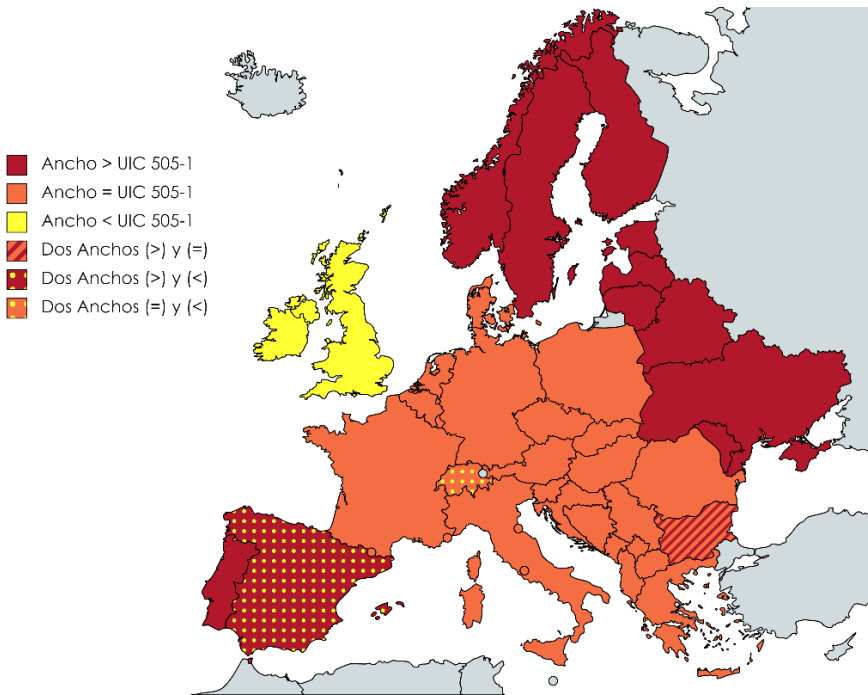 Ancho > UIC 505-1
Ancho = UIC 505-1
Ancho < UIC 505-1
Dos Anchos (>) y (=)
Dos Anchos (>) y (<)
Dos Anchos (=) y (<)